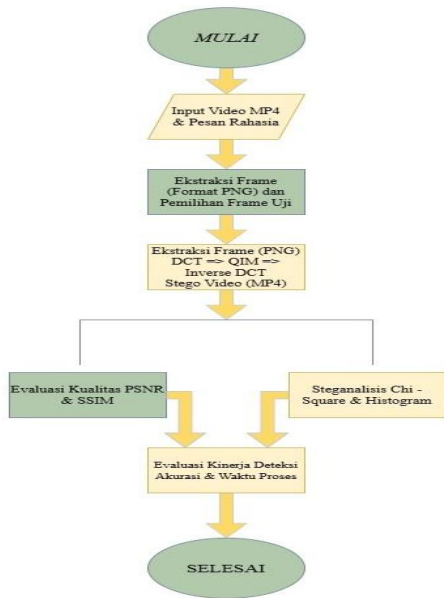 MULAI
Input Video MP4
& Pesan Rahasia
Ekstraksi Frame
(Format PNG) dan
Pemilihan Frame Uji
Ekstraksi Frame (PNG)
DCT => QIM =>
Inverse DCT
Stego Video (MP4)
Evaluasi Kualitas PSNR
& SSIM
Steganalisis Chi -
Square & Histogram
Evaluasi Kinerja Deteksi
Akurasi & Waktu Proses
SELESAI